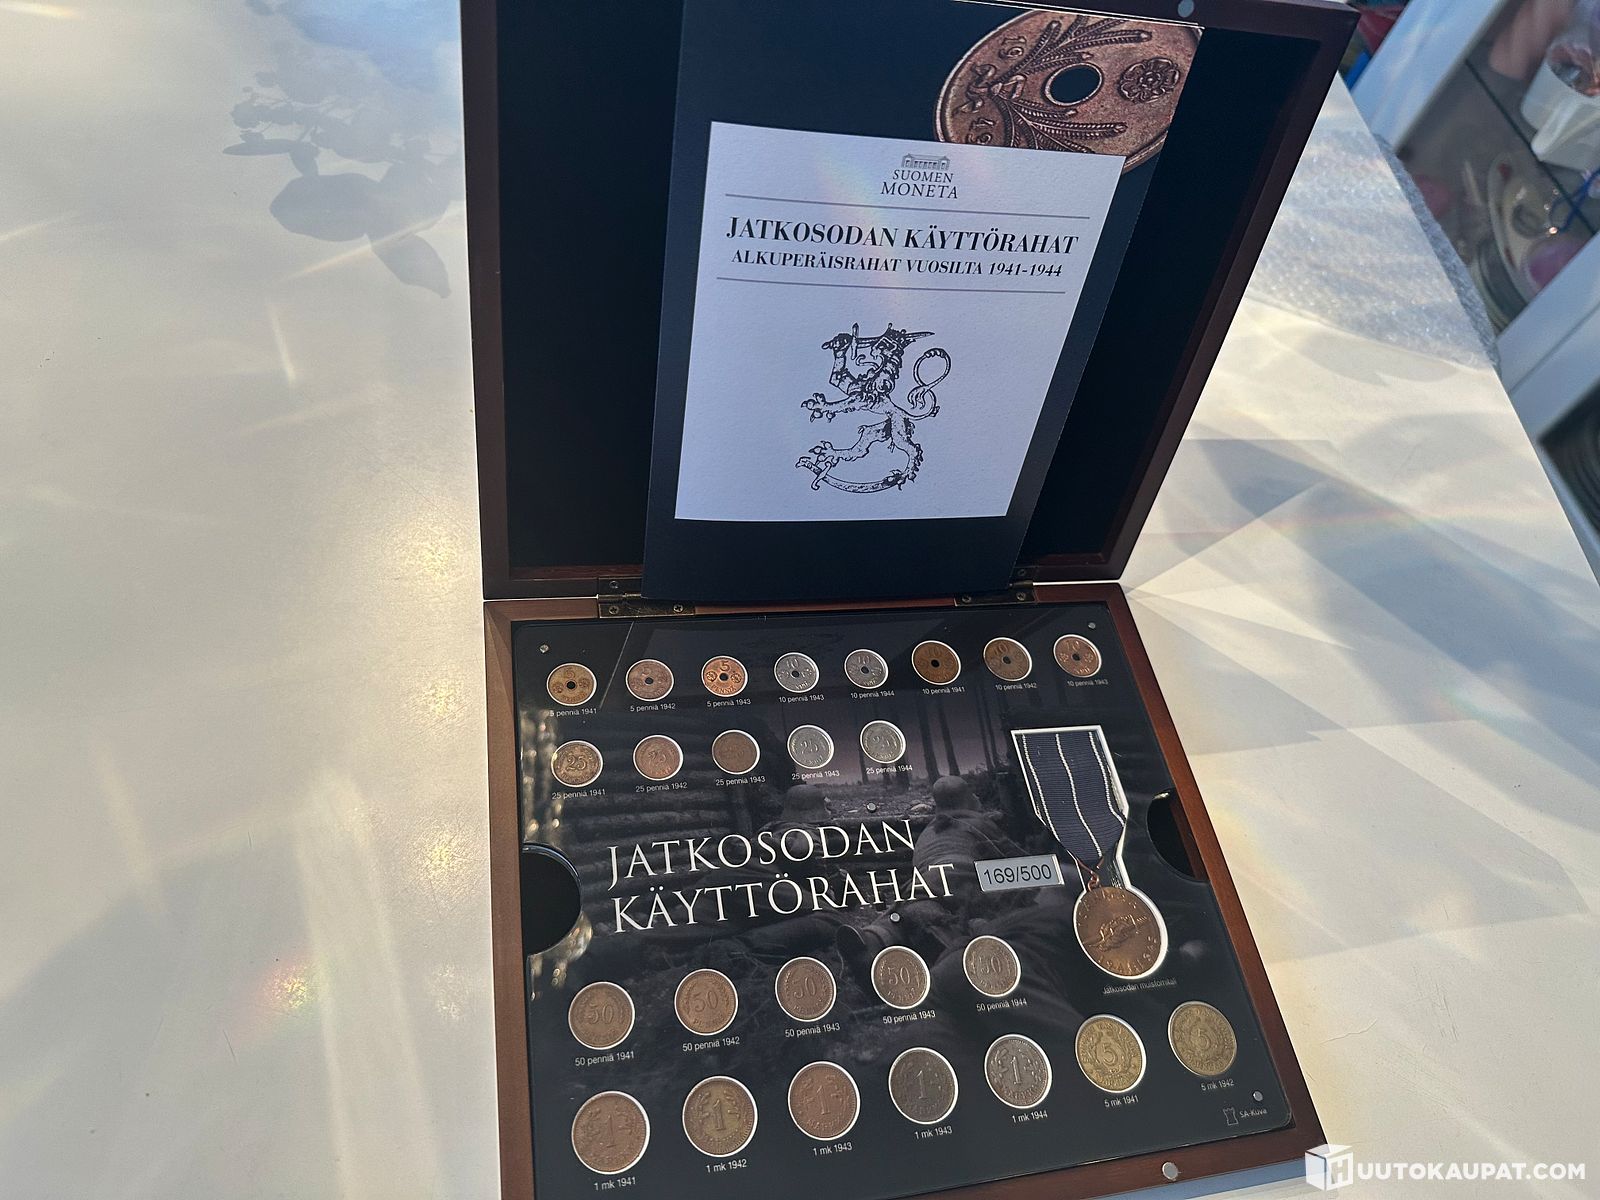 SUOMEN
MONETA
JATKOSODAN KÄYTTÖRAHAT
ALKUPERÄISRAHAT VUOSILTA 1941-1944
5 penniä 1941
5 penniä 1942
5 penniä 1943
10 penniä 1943
10 penniä 1944
10 penniä 1941
10 penniä 1942
10 penniä 1943
25 penniä 1941
25 penniä 1942
25 penniä 1943
25 penniä 1943
25 penniä 1944
JATKOSODAN
KÄYTTÖRAHAT
169/500
Jatkosodan muistomitali
50 penniä 1941
50 penniä 1942
50 penniä 1943
50 penniä 1943
50 penniä 1944
1 mk 1941
1 mk 1942
1 mk 1943
1 mk 1943
1 mk 1944
5 mk 1941
5 mk 1942
SA-Kuva
HUUTOKAUPAT.COM